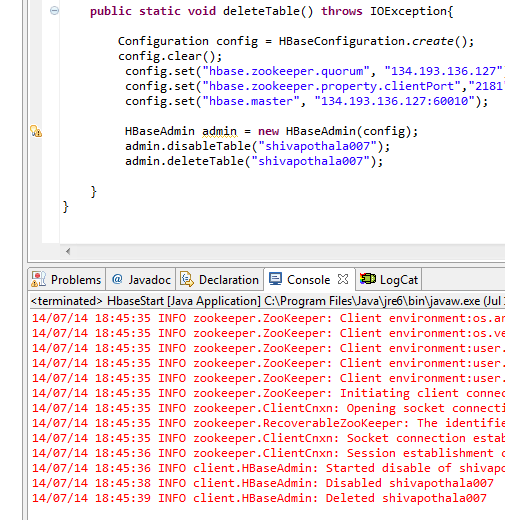 public static void deleteTable() throws IOException{
Configuration config = HBaseConfiguration.create();
config.clear();
config.set("hbase.zookeeper.quorum", "134.193.136.127"
config.set("hbase.zookeeper.property.clientPort","2181"
config.set("hbase.master", "134.193.136.127:60010");
HBaseAdmin admin = new HBaseAdmin(config);
admin.disableTable("shivapothala007");
admin.deleteTable("shivapothala007");
}
}
Problems @ Javadoc Declaration Console LogCat
<terminated> HbaseStart [Java Application] C:\Program Files\Java\jre6\bin\javaw.exe (Jul
14/07/14 18:45:35 INFO zookeeper.ZooKeeper: Client environment:os.ar
14/07/14 18:45:35 INFO zookeeper.ZooKeeper: Client environment:os.ve
14/07/14 18:45:35 INFO zookeeper.ZooKeeper: Client environment:user.
14/07/14 18:45:35 INFO zookeeper.ZooKeeper: Client environment:user.
14/07/14 18:45:35 INFO zookeeper.ZooKeeper: Client environment:user.
14/07/14 18:45:35 INFO zookeeper.ZooKeeper: Initiating client connec
14/07/14 18:45:35 INFO zookeeper.ClientCnxn: Opening socket connecti
14/07/14 18:45:35 INFO zookeeper.RecoverableZooKeeper: The identifie
14/07/14 18:45:35 INFO zookeeper.ClientCnxn: Socket connection estab
14/07/14 18:45:36 INFO zookeeper.ClientCnxn: Session establishment c
14/07/14 18:45:36 INFO client.HBaseAdmin: Started disable of shivapo
14/07/14 18:45:38 INFO client.HBaseAdmin: Disabled shivapothala007
14/07/14 18:45:39 INFO client.HBaseAdmin: Deleted shivapothala007